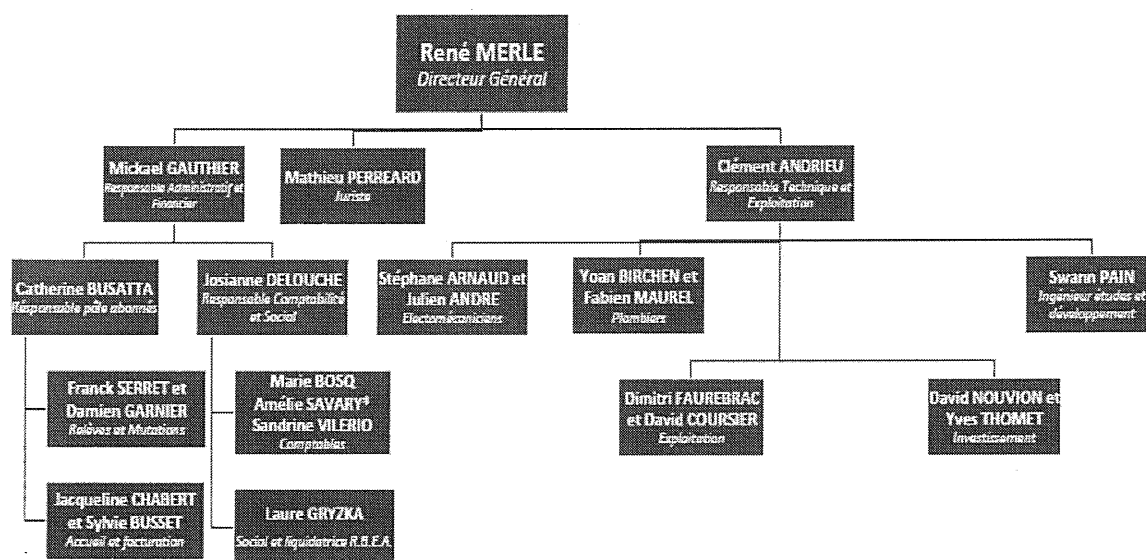 René MERLE
Directeur Général
Mickael GAUTHIER
Responsable Administratif et
Financier
Mathieu PERREARD
Juriste
Clément ANDRIEU
Responsable Technique et
Exploitation
Catherine BUSATTA
Résponsable pôle abonnés
Josianne DELOUCHE
Responsable Comptabilité
et Social
Stéphane ARNAUD et
Julien ANDRE
Electomécaniciens
Yoan BIRCHEN et
Fabien MAUREL
Plombiers
Swann PAIN
Ingénieur études et
développement
Franck SERRET et
Damien GARNIER
Relèves et Mutations
Marie BOSQ
Amélie SAVARY
Sandrine VILERIO
Comptables
Dimitri FAUREBRAC
et David COURSIER
Exploitation
David NOUVION et
Yves THOMET
Investissement
Jacqueline CHABERT
et Sylvie BUSSET
Accueil et facturation
Laure GRYZKA
Social et liquidatrice R.B.E.A.